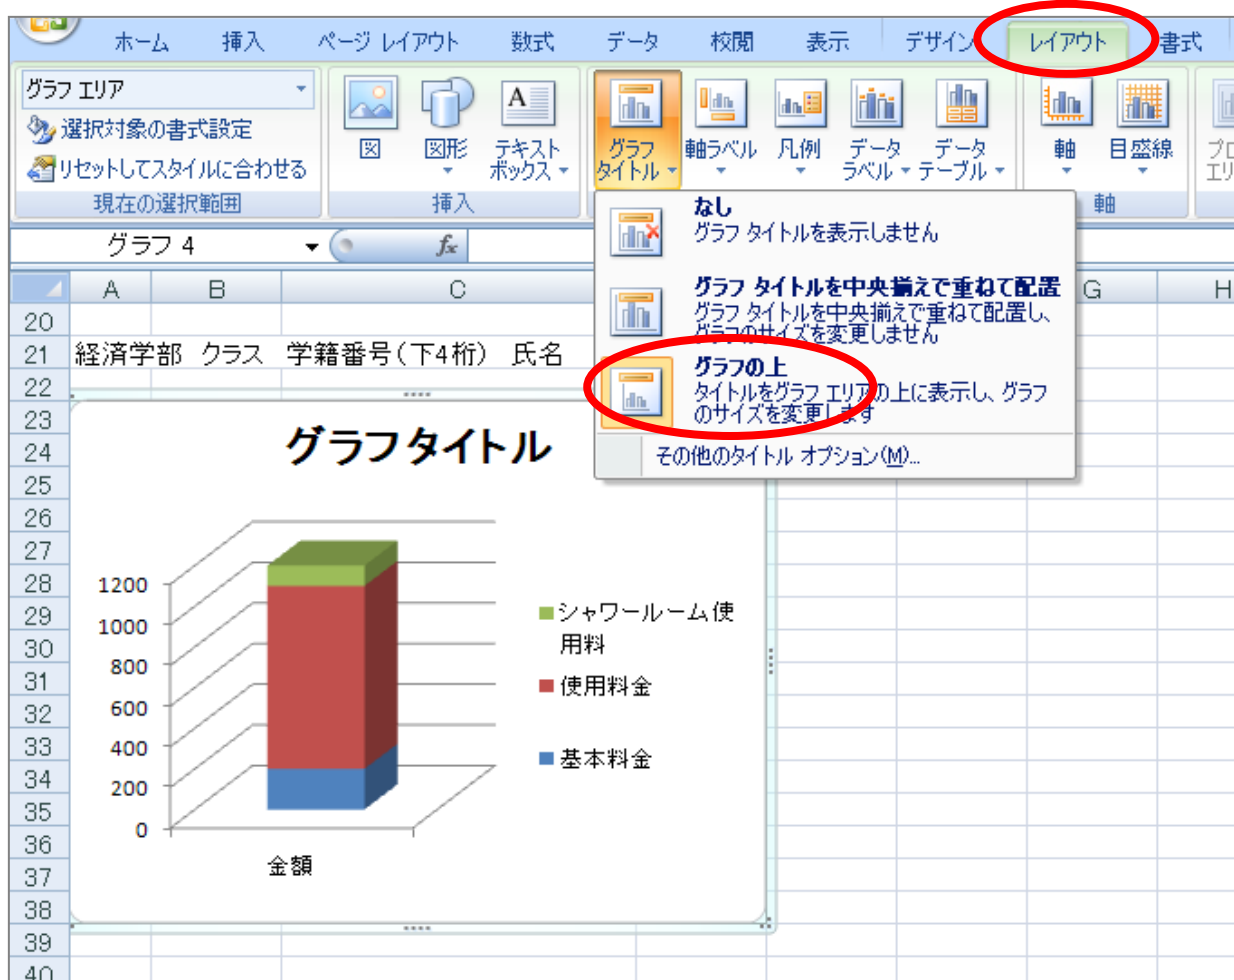 ホーム 挿入 ページ レイアウト 数式 データ 校閲 表示 デザイン レイアウト 書式
グラフ エリア
選択対象の書式設定
リセットしてスタイルに合わせる
現在の選択範囲
図
図形
テキスト
ボックス
挿入
グラフ
タイトル
軸ラベル
凡例
データ
ラベル
データ
テーブル
軸
目盛線
軸
プロ
エリ
グラフ 4
fx
なし
グラフ タイトルを表示しません
グラフ タイトルを中央揃えで重ねて配置
グラフ タイトルを中央揃えで重ねて配置し、
グラフのサイズを変更しません
グラフの上
タイトルをグラフ エリアの上に表示し、グラフ
のサイズを変更します
その他のタイトル オプション(M)...
A B C G H
20
21 経済学部 クラス 学籍番号(下4桁) 氏名
22
23
24
25
26
27
28
29
30
31
32
33
34
35
36
37
38
39
40
グラフタイトル
1200
1000
800
600
400
200
0
金額
シャワールーム使
用料
使用料金
基本料金